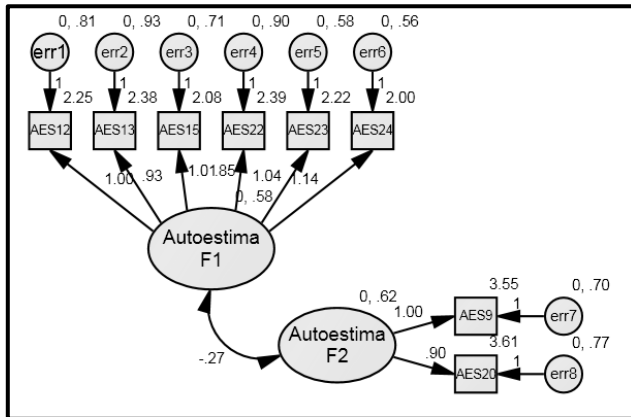 0, .81 0, .93 0, .71 0, .90 0, .58 0, .56
err1 err2 err3 err4 err5 err6
1 1 1 1 1 1
2.25 2.38 2.08 2.39 2.22 2.00
AES12 AES13 AES15 AES22 AES23 AES24
1.00 .93 1.01 .85 1.04 1.14
0, .58
Autoestima
F1
-.27
0, .62
Autoestima
F2
1.00
.90
3.55
AES9
1
0, .70
err7
3.61
AES20
1
0, .77
err8